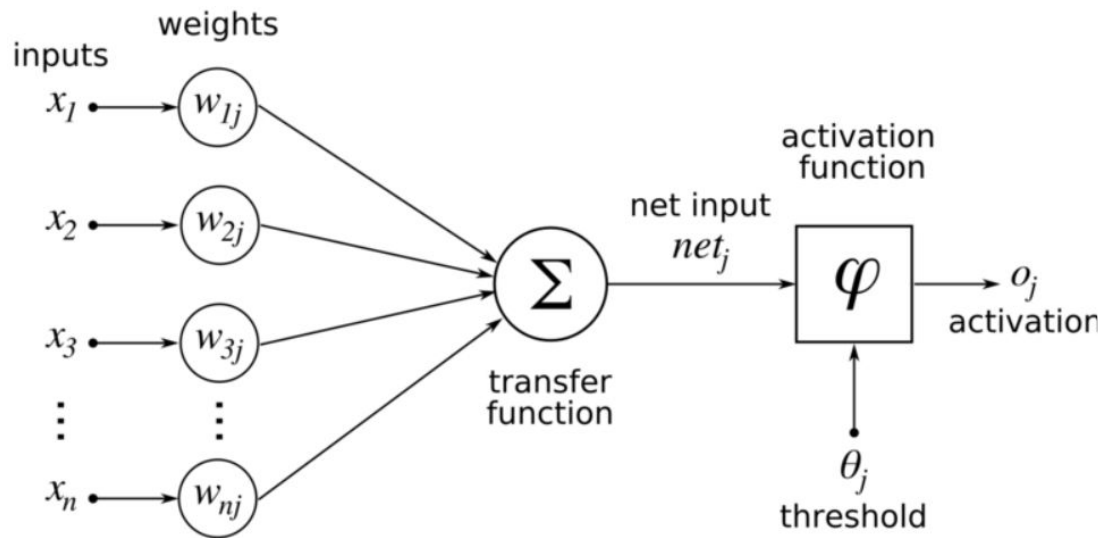 weights
inputs
x₁
w₁ⱼ
activation
function
x₂
w₂ⱼ
net input
netⱼ
Σ
φ
oⱼ
activation
x₃
w₃ⱼ
transfer
function
⋮
⋮
xₙ
wₙⱼ
θⱼ
threshold